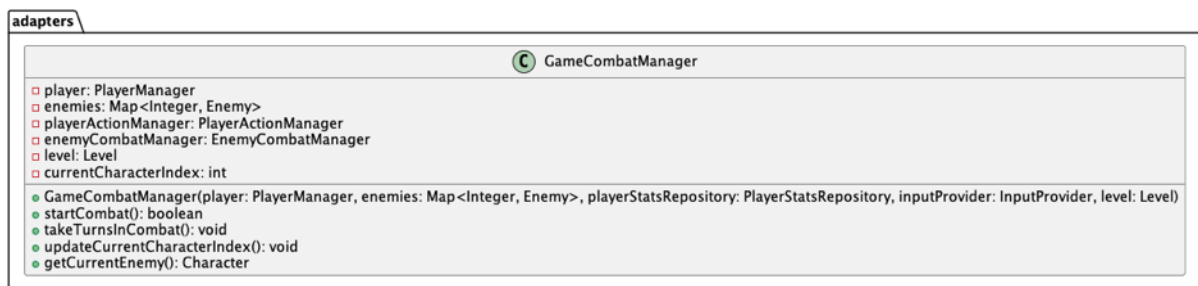 adapters
C GameCombatManager
player: PlayerManager
enemies: Map<Integer, Enemy>
playerActionManager: PlayerActionManager
enemyCombatManager: EnemyCombatManager
level: Level
currentCharacterIndex: int
GameCombatManager(player: PlayerManager, enemies: Map<Integer, Enemy>, playerStatsRepository: PlayerStatsRepository, inputProvider: InputProvider, level: Level)
startCombat(): boolean
takeTurnsInCombat(): void
updateCurrentCharacterIndex(): void
getCurrentEnemy(): Character